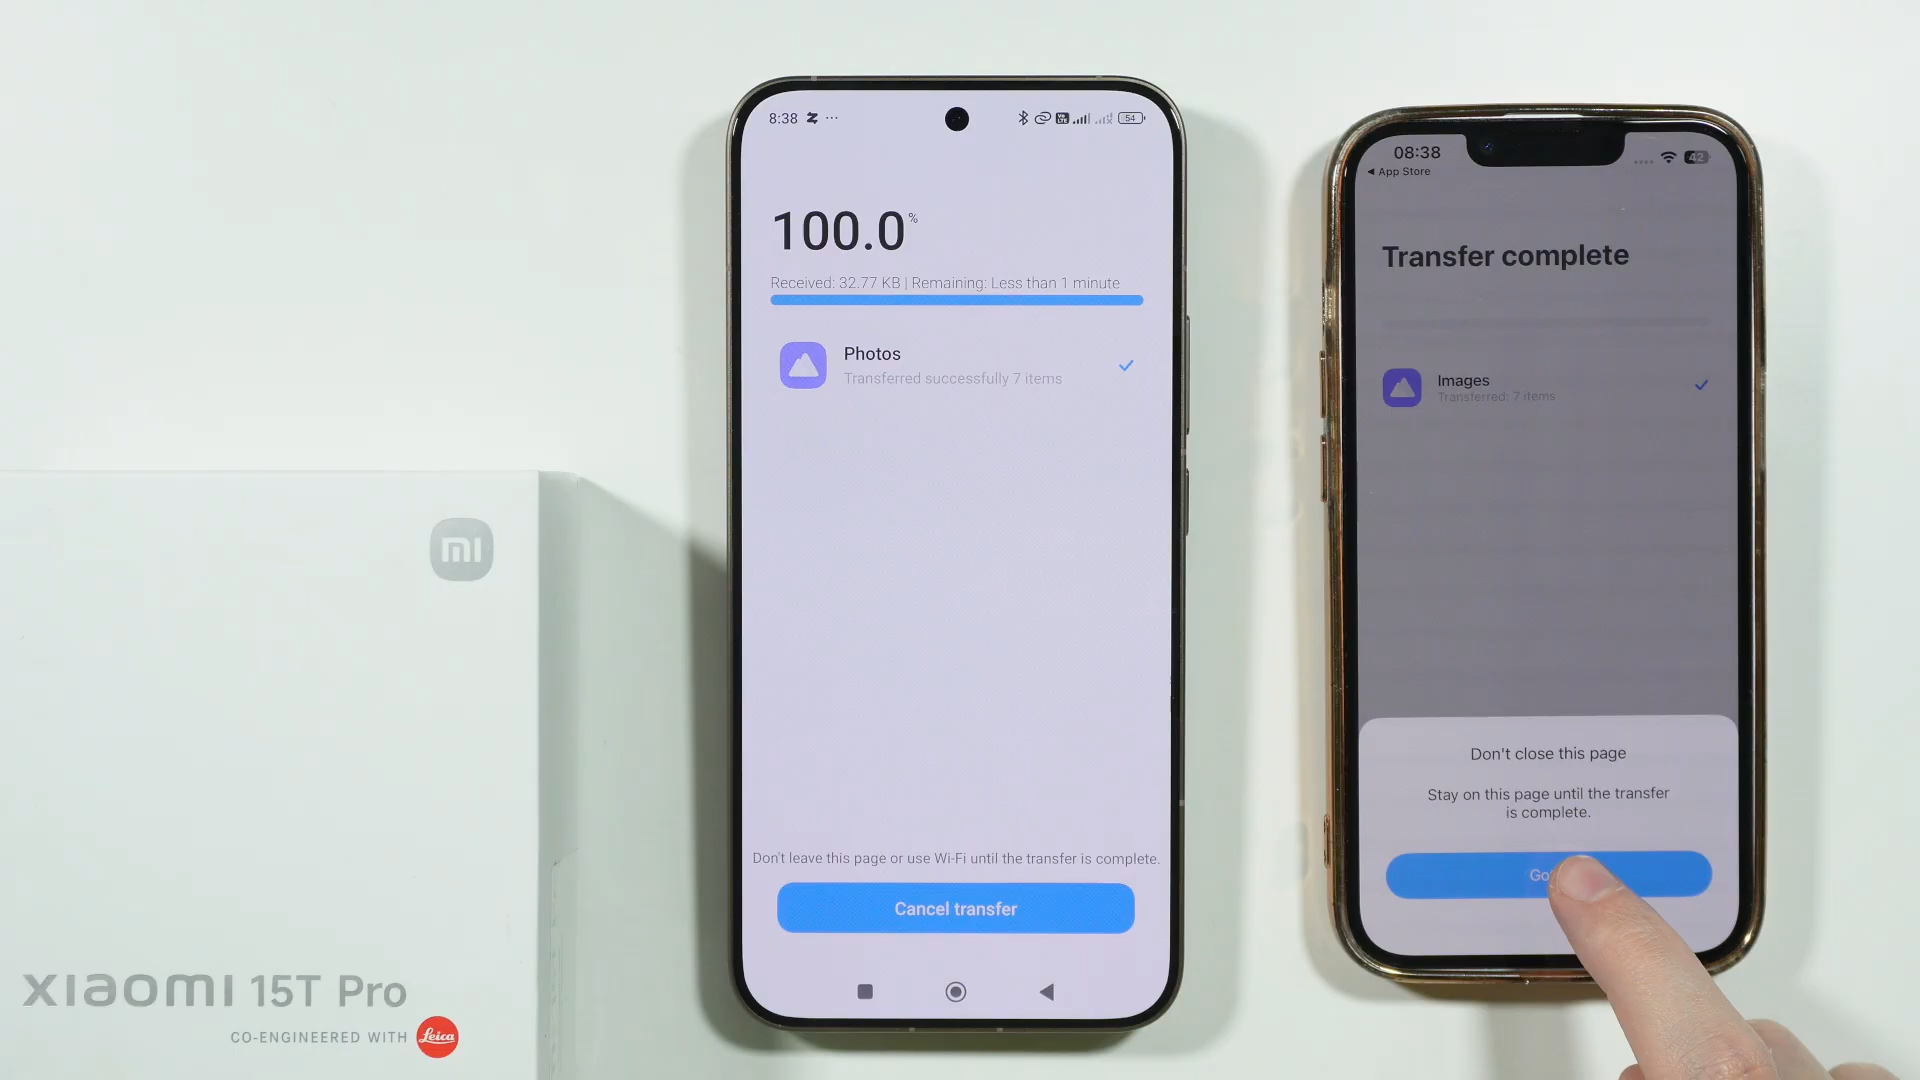 8:38
54
100.0%
Received: 32.77 KB | Remaining: Less than 1 minute
Photos
Transferred successfully 7 items
Don't leave this page or use Wi-Fi until the transfer is complete.
Cancel transfer
08:38
42
App Store
Transfer complete
Images
Transferred: 7 items
Don't close this page
Stay on this page until the transfer
is complete.
mi
xiaomi 15T Pro
CO-ENGINEERED WITH
Leica